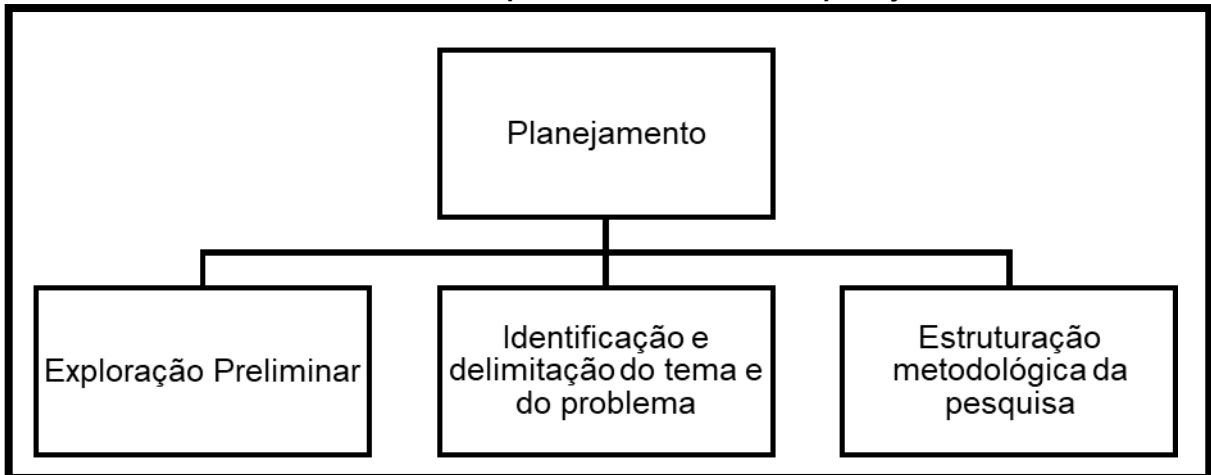 Planejamento
Exploração Preliminar
Identificação e
delimitação do tema e
do problema
Estruturação
metodológica da
pesquisa